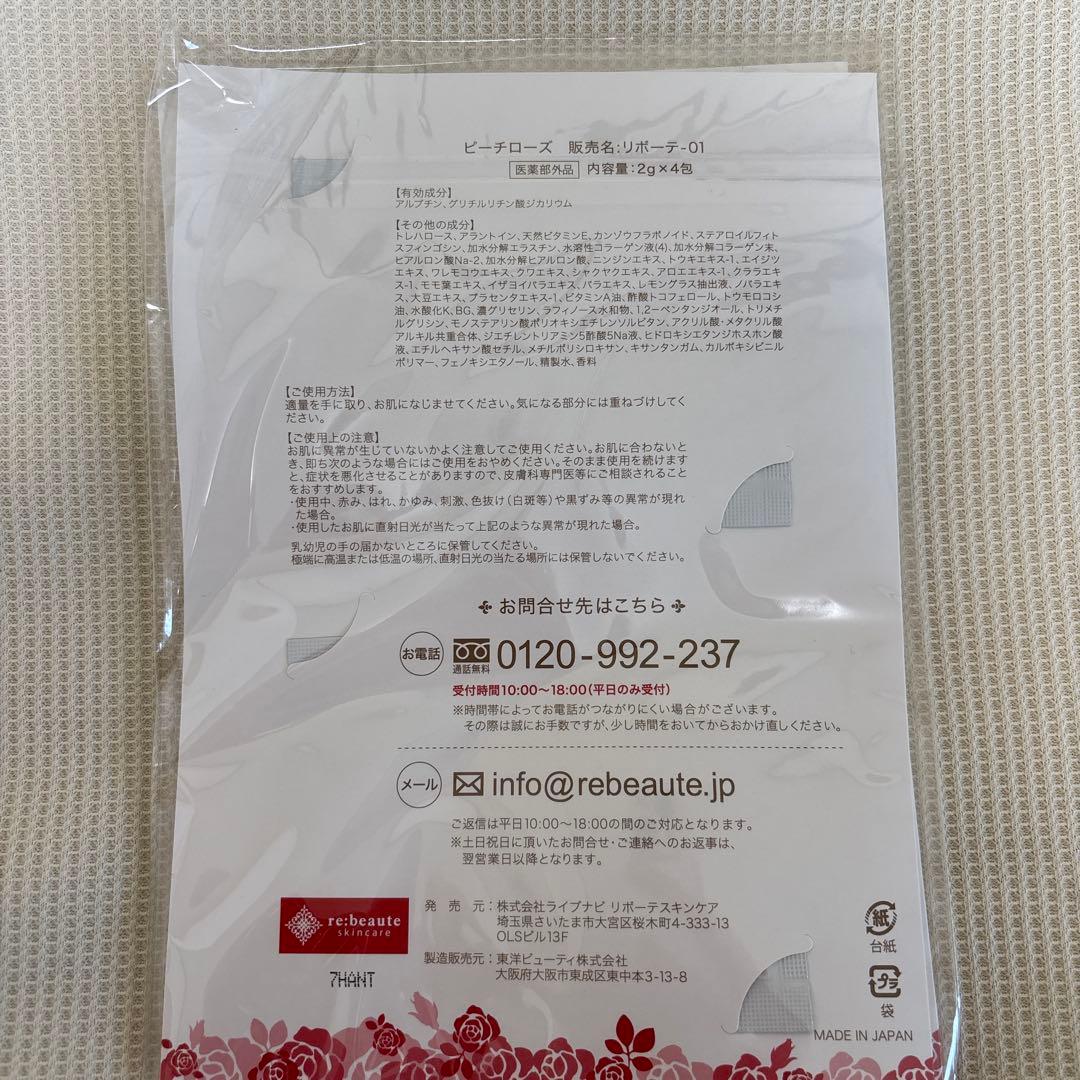 ピーチローズ 販売名:リボーテ-01
医薬部外品 内容量:2g×4包
【有効成分】
アルブチン、グリチルリチン酸ジカリウム
【その他の成分】
トレハロース、アラントイン、天然ビタミンE、カンゾウフラボノイド、ステアロイルフィト
スフィンゴシン、加水分解エラスチン、水溶性コラーゲン液(4)、加水分解コラーゲン末、
ヒアルロン酸Na-2、加水分解ヒアルロン酸、ニンジンエキス、トウキエキス-1、エイジツ
エキス、ワレモコウエキス、クワエキス、シャクヤクエキス、アロエエキス-1、クララエキ
ス-1、モモ葉エキス、イザヨイバラエキス、バラエキス、レモングラス抽出液、ノバラエキ
ス、大豆エキス、プラセンタエキス-1、ビタミンA油、酢酸トコフェロール、トウモロコシ
油、水酸化K、BG、濃グリセリン、ラフィノース水和物、1,2-ペンタンジオール、トリメチ
ルグリシン、モノステアリン酸ポリオキシエチレンソルビタン、アクリル酸・メタクリル酸
アルキル共重合体、ジエチレントリアミン5酢酸5Na液、ヒドロキシエタンジホスホン酸
液、エチルヘキサン酸セチル、メチルポリシロキサン、キサンタンガム、カルボキシビニル
ポリマー、フェノキシエタノール、精製水、香料
【ご使用方法】
適量を手に取り、お肌になじませてください。気になる部分には重ねづけしてく
ださい。
【ご使用上の注意】
お肌に異常が生じていないかよく注意してご使用ください。お肌に合わないと
き、即ち次のような場合にはご使用をおやめください。そのまま使用を続けます
と、症状を悪化させることがありますので、皮膚科専門医等にご相談されること
をおすすめします。
・使用中、赤み、はれ、かゆみ、刺激、色抜け(白斑等)や黒ずみ等の異常が現れ
た場合。
・使用したお肌に直射日光が当たって上記のような異常が現れた場合。
乳幼児の手の届かないところに保管してください。
極端に高温または低温の場所、直射日光の当たる場所には保管しないでください。
お問合せ先はこちら
お電話 通話無料 0120-992-237
受付時間10:00〜18:00(平日のみ受付)
※時間帯によってお電話がつながりにくい場合がございます。
その際は誠にお手数ですが、少し時間をおいてからおかけ直しください。
メール info@rebeaute.jp
ご返信は平日10:00〜18:00の間のご対応となります。
※土日祝日に頂いたお問合せ・ご連絡へのお返事は、
翌営業日以降となります。
re:beaute
skincare
発売元:株式会社ライブナビ リボーテスキンケア
埼玉県さいたま市大宮区桜木町4-333-13
OLSビル13F
製造販売元:東洋ビューティ株式会社
大阪府大阪市東成区東中本3-13-8
7HANT
紙
台紙
プラ
袋
MADE IN JAPAN